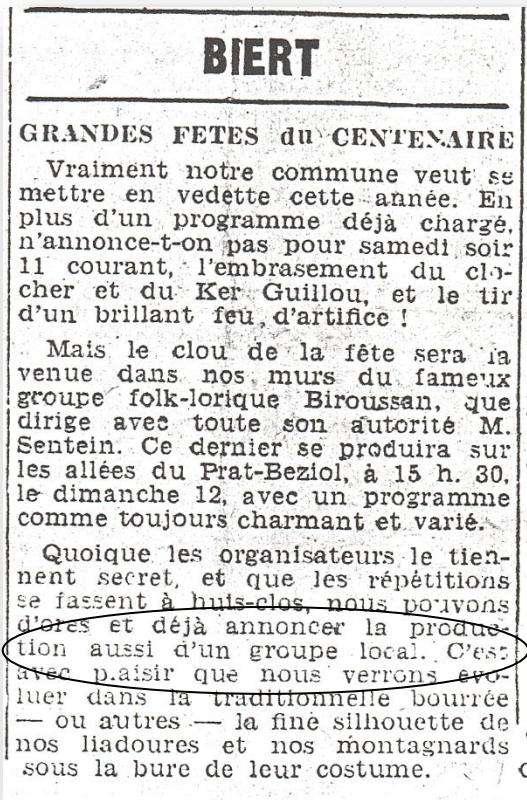 BIERT
GRANDES FETES du CENTENAIRE
Vraiment notre commune veut se
mettre en vedette cette année. En
plus d'un programme déjà chargé,
n'annonce-t-on pas pour samedi soir
11 courant, l'embrasement du clo-
cher et du Ker Guillou, et le tir
d'un brillant feu d'artifice !
Mais le clou de la fête sera la
venue dans nos murs du fameux
groupe folk-lorique Biroussan, que
dirige avec toute son autorité M.
Sentein. Ce dernier se produira sur
les allées du Prat-Beziol, à 15 h. 30,
le dimanche 12, avec un programme
comme toujours charmant et varié.
Quoique les organisateurs le tien-
nent secret, et que les répétitions
se fassent à huis-clos, nous pouvons
d'ores et déjà annoncer la produc-
tion aussi d'un groupe local. C'est
avec plaisir que nous verrons évo-
luer dans la traditionnelle bourrée
— ou autres — la fine silhouette de
nos liadoures et nos montagnards
sous la bure de leur costume.